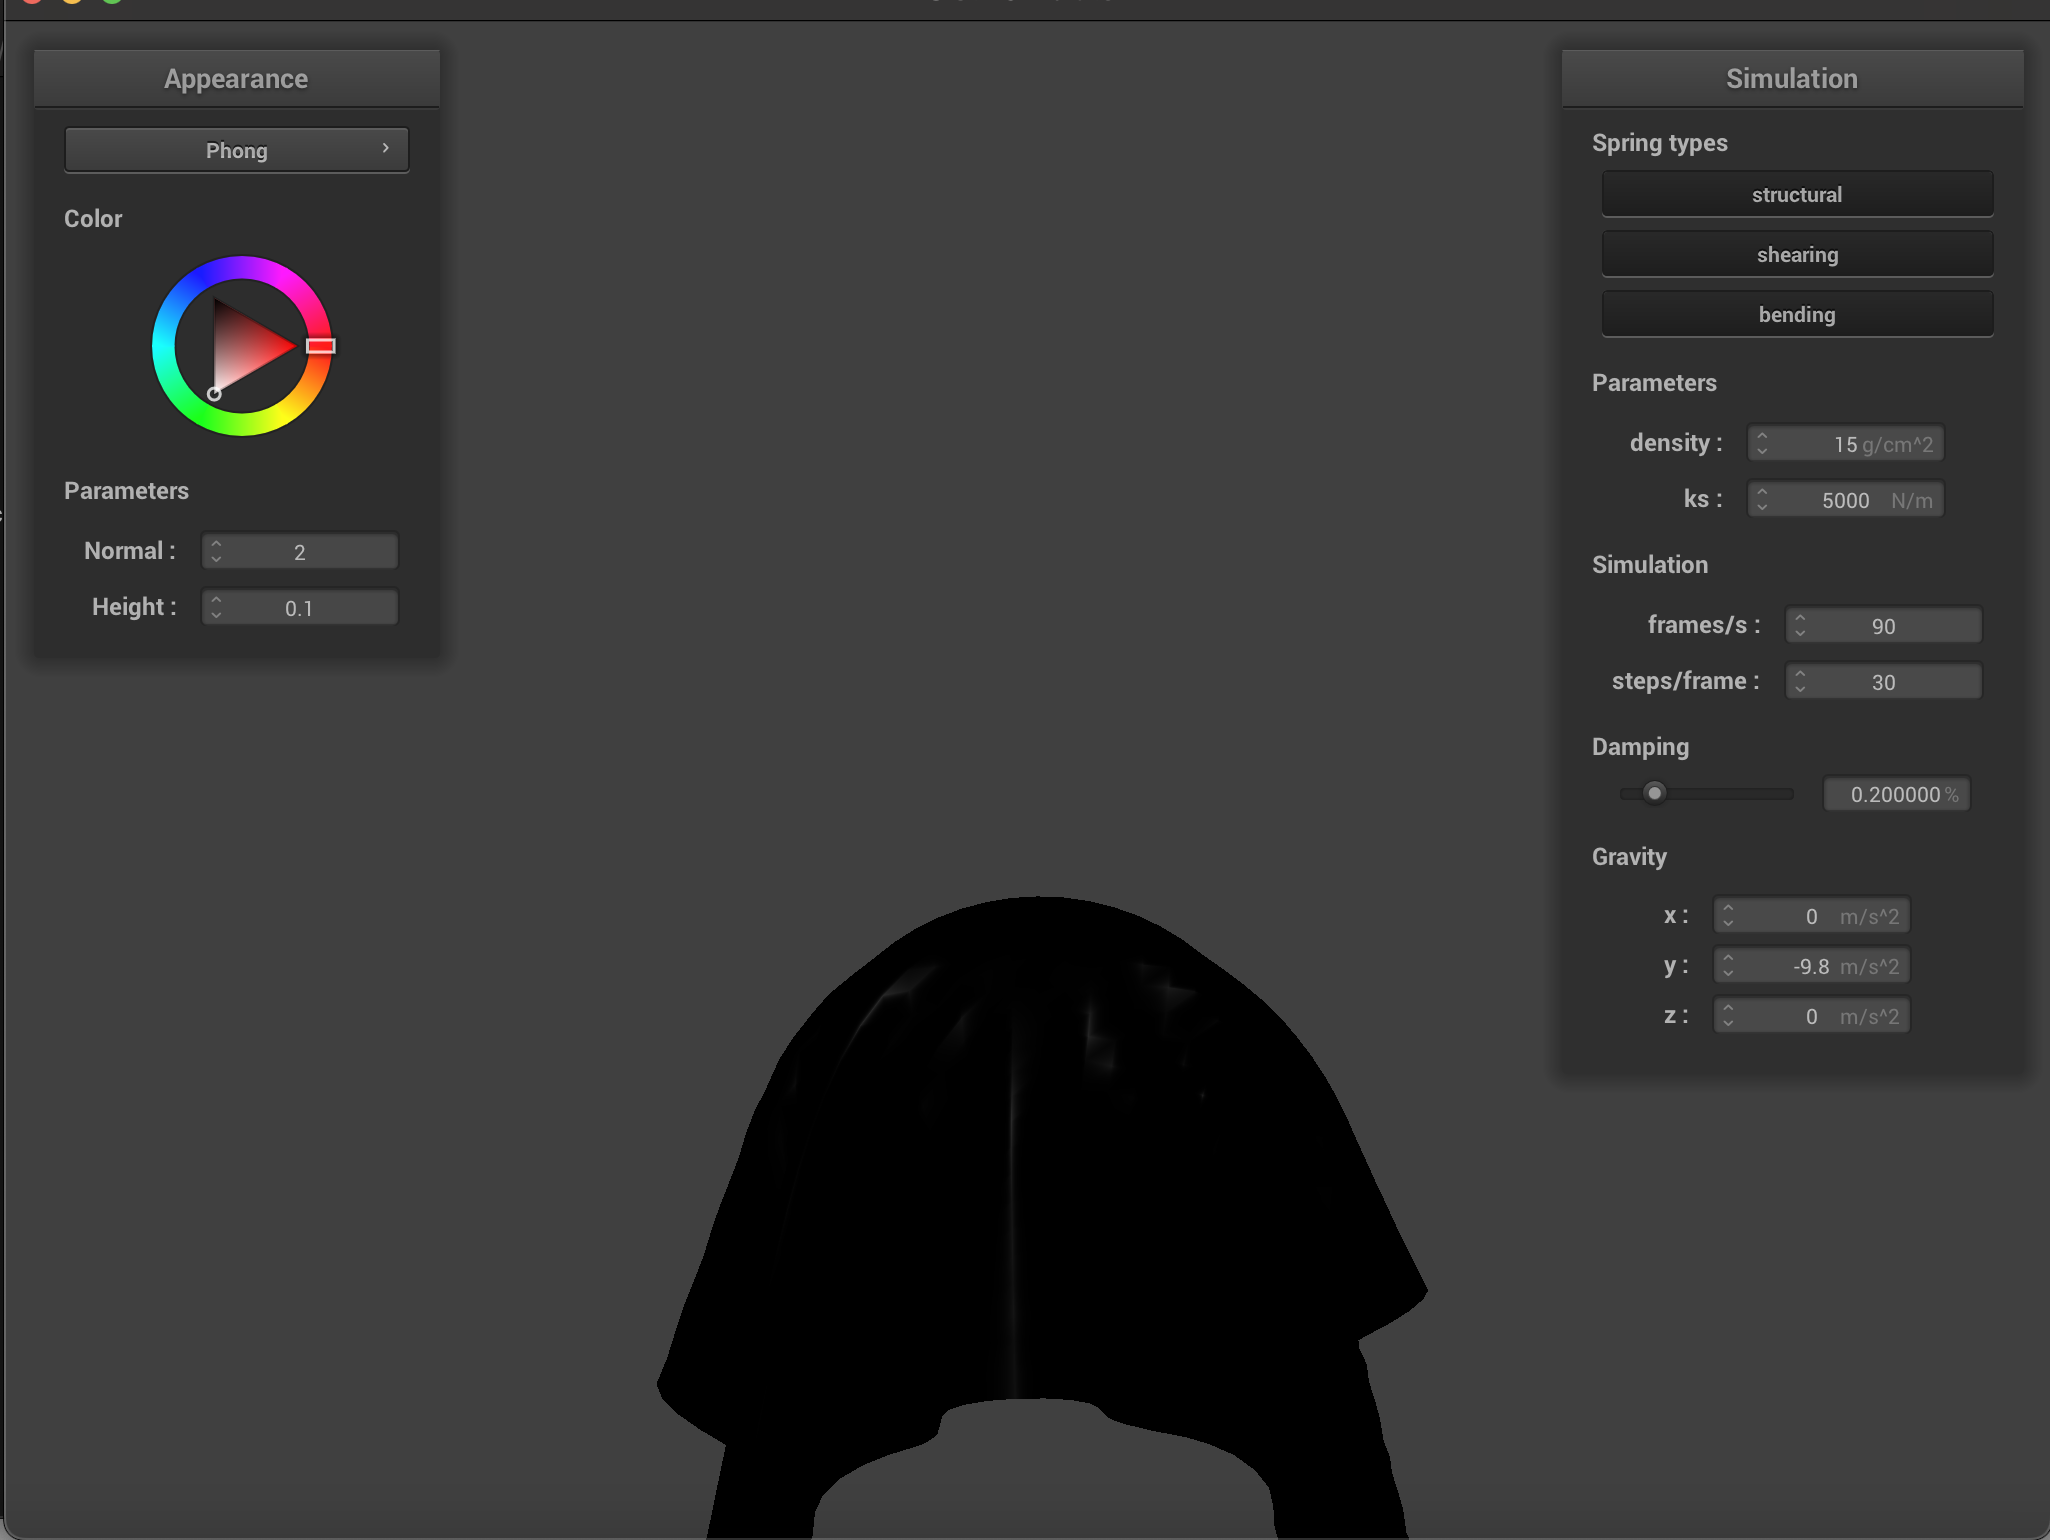 Appearance
Phong
Color
Parameters
Normal : 2
Height : 0.1
Simulation
Spring types
structural
shearing
bending
Parameters
density : 15 g/cm^2
ks : 5000 N/m
Simulation
frames/s : 90
steps/frame : 30
Damping
0.200000 %
Gravity
x : 0 m/s^2
y : -9.8 m/s^2
z : 0 m/s^2